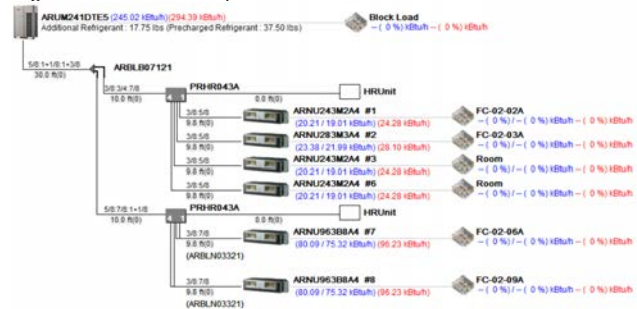 ARUM241DTE5 (245.02 kBtu/h)(294.39 kBtu/h)
Additional Refrigerant : 17.75 lbs (Precharged Refrigerant : 37.50 lbs)
Block Load
-- ( 0 %) kBtu/h -- ( 0 %) kBtu/h
5/8:1+1/8:1+3/8
30.0 ft(0)
ARBLB07121
3/8:3/4:7/8
10.0 ft(0)
PRHR043A
0.0 ft(0)
HRUnit
3/8:5/8
9.8 ft(0)
ARNU243M2A4 #1
(20.21 / 19.01 kBtu/h) (24.28 kBtu/h)
FC-02-02A
-- ( 0 %) / -- ( 0 %) kBtu/h -- ( 0 %) kBtu/h
3/8:5/8
9.8 ft(0)
ARNU283M3A4 #2
(23.38 / 21.99 kBtu/h) (28.10 kBtu/h)
FC-02-03A
-- ( 0 %) / -- ( 0 %) kBtu/h -- ( 0 %) kBtu/h
3/8:5/8
9.8 ft(0)
ARNU243M2A4 #3
(20.21 / 19.01 kBtu/h) (24.28 kBtu/h)
Room
-- ( 0 %) / -- ( 0 %) kBtu/h -- ( 0 %) kBtu/h
3/8:5/8
9.8 ft(0)
ARNU243M2A4 #6
(20.21 / 19.01 kBtu/h) (24.28 kBtu/h)
Room
-- ( 0 %) / -- ( 0 %) kBtu/h -- ( 0 %) kBtu/h
5/8:7/8:1+1/8
10.0 ft(0)
PRHR043A
0.0 ft(0)
HRUnit
3/8:7/8
9.8 ft(0)
(ARBLN03321)
ARNU963B8A4 #7
(80.09 / 75.32 kBtu/h) (96.23 kBtu/h)
FC-02-06A
-- ( 0 %) / -- ( 0 %) kBtu/h -- ( 0 %) kBtu/h
3/8:7/8
9.8 ft(0)
(ARBLN03321)
ARNU963B8A4 #8
(80.09 / 75.32 kBtu/h) (96.23 kBtu/h)
FC-02-09A
-- ( 0 %) / -- ( 0 %) kBtu/h -- ( 0 %) kBtu/h